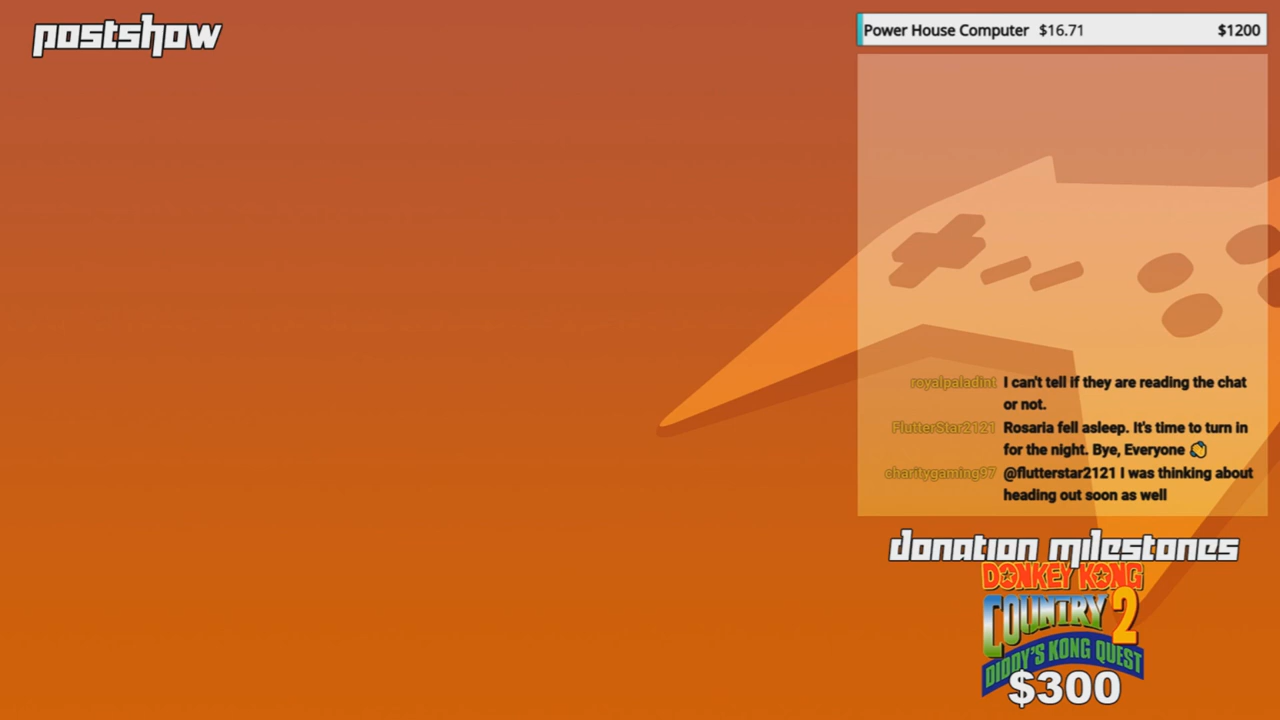 postshow
Power House Computer $16.71 $1200
royalpaladint I can't tell if they are reading the chat
or not.
FlutterStar2121 Rosaria fell asleep. It's time to turn in
for the night. Bye, Everyone 👋
charitygaming97 @flutterstar2121 I was thinking about
heading out soon as well
donation milestones
DONKEY KONG
COUNTRY 2
DIDDY'S KONG QUEST
$300